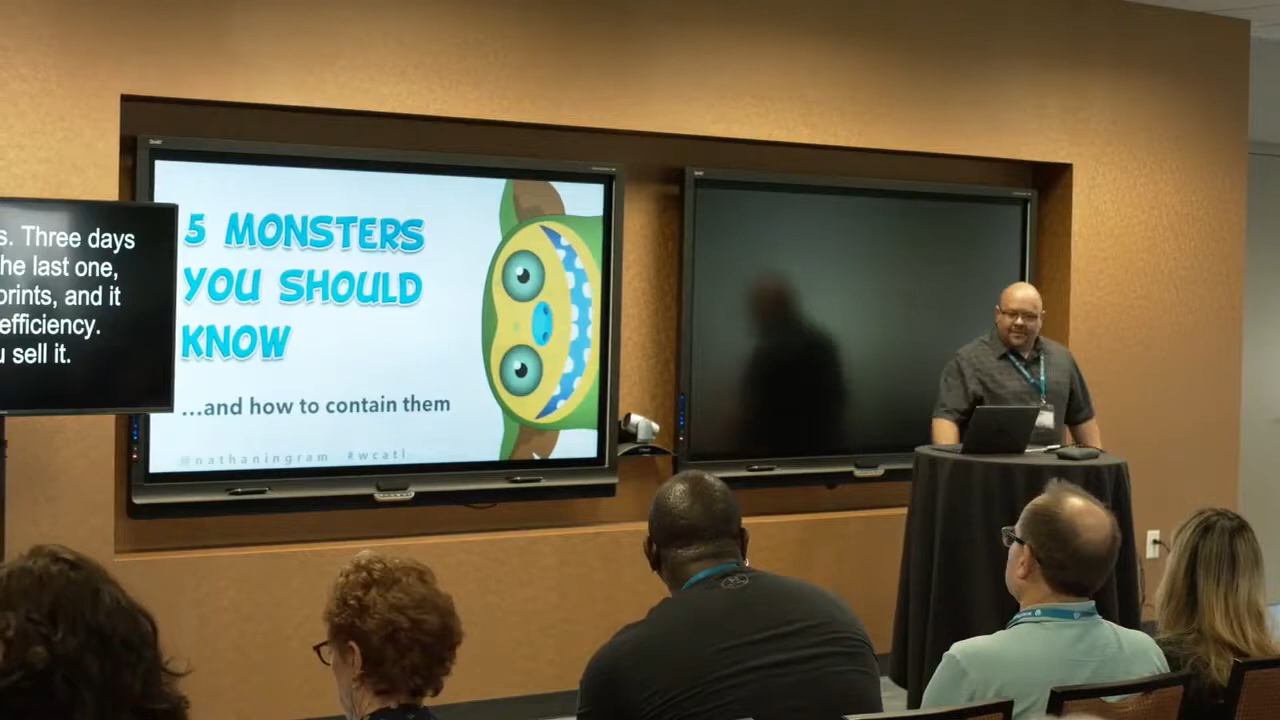 s. Three days
he last one,
prints, and it
efficiency.
u sell it.
5 MONSTERS
YOU SHOULD
KNOW
...and how to contain them
@nathaningram #wcatl